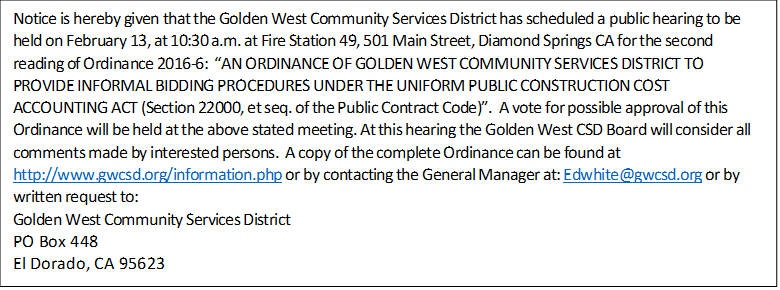 Notice is hereby given that the Golden West Community Services District has scheduled a public hearing to be
held on February 13, at 10:30 a.m. at Fire Station 49, 501 Main Street, Diamond Springs CA for the second
reading of Ordinance 2016-6:  “AN ORDINANCE OF GOLDEN WEST COMMUNITY SERVICES DISTRICT TO
PROVIDE INFORMAL BIDDING PROCEDURES UNDER THE UNIFORM PUBLIC CONSTRUCTION COST
ACCOUNTING ACT (Section 22000, et seq. of the Public Contract Code)”.  A vote for possible approval of this
Ordinance will be held at the above stated meeting. At this hearing the Golden West CSD Board will consider all
comments made by interested persons.  A copy of the complete Ordinance can be found at
http://www.gwcsd.org/information.php or by contacting the General Manager at: Edwhite@gwcsd.org or by
written request to:
Golden West Community Services District
PO Box 448
El Dorado, CA 95623